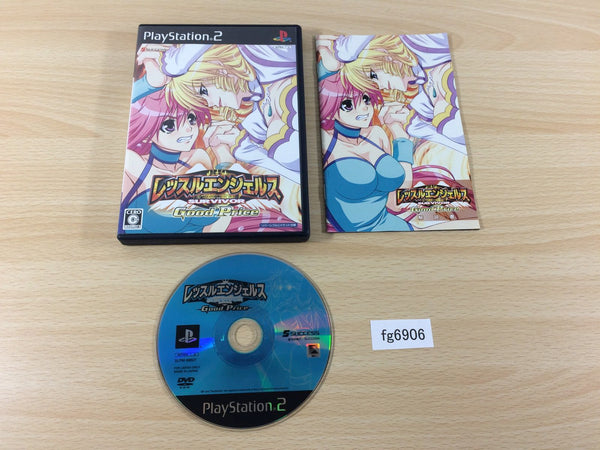 PlayStation 2
SUCCESS
レッスルエンジェルス
SURVIVOR
Good Price
CERO
レッスルエンジェルス
SURVIVOR
Good Price
レッスルエンジェルス
Good Price
SUCCESS
DVD
PlayStation 2
fg6906